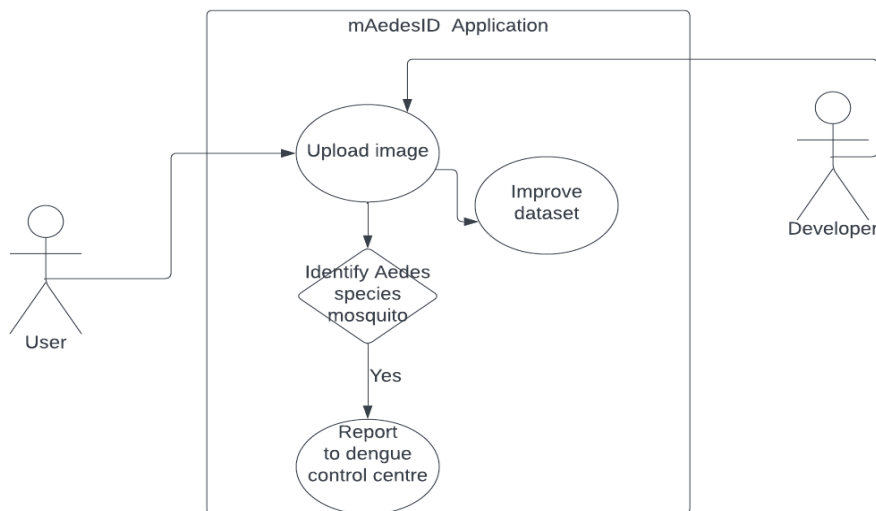 mAedesID Application
Upload image
Improve
dataset
Developer
Identify Aedes
species
mosquito
User
Yes
Report
to dengue
control centre